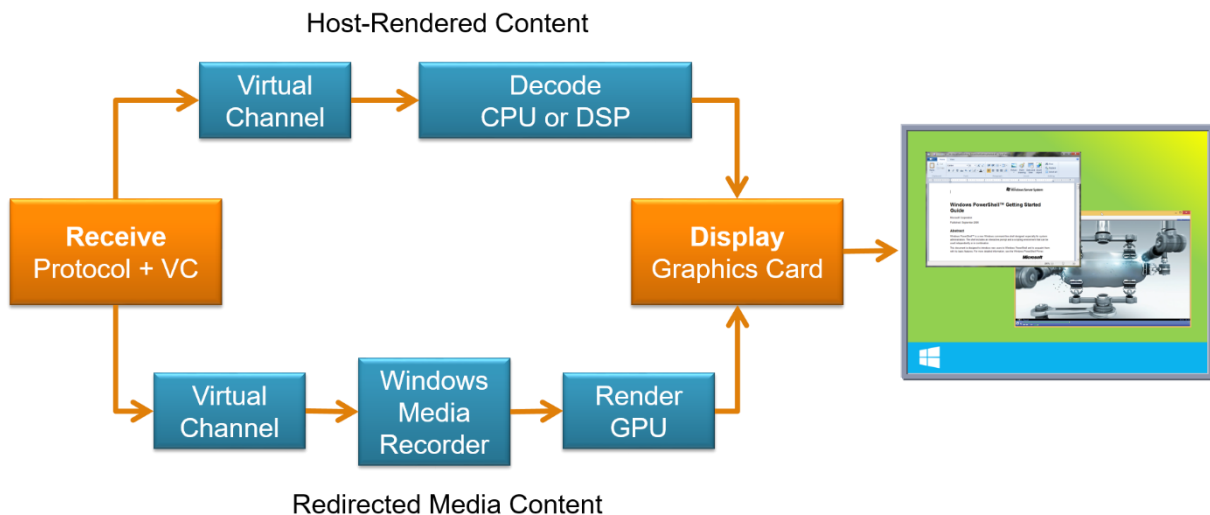 Host-Rendered Content
Virtual
Channel
Decode
CPU or DSP
Receive
Protocol + VC
Display
Graphics Card
Windows PowerShell™ Getting Started
Guide
Microsoft
Virtual
Channel
Windows
Media
Recorder
Render
GPU
Redirected Media Content